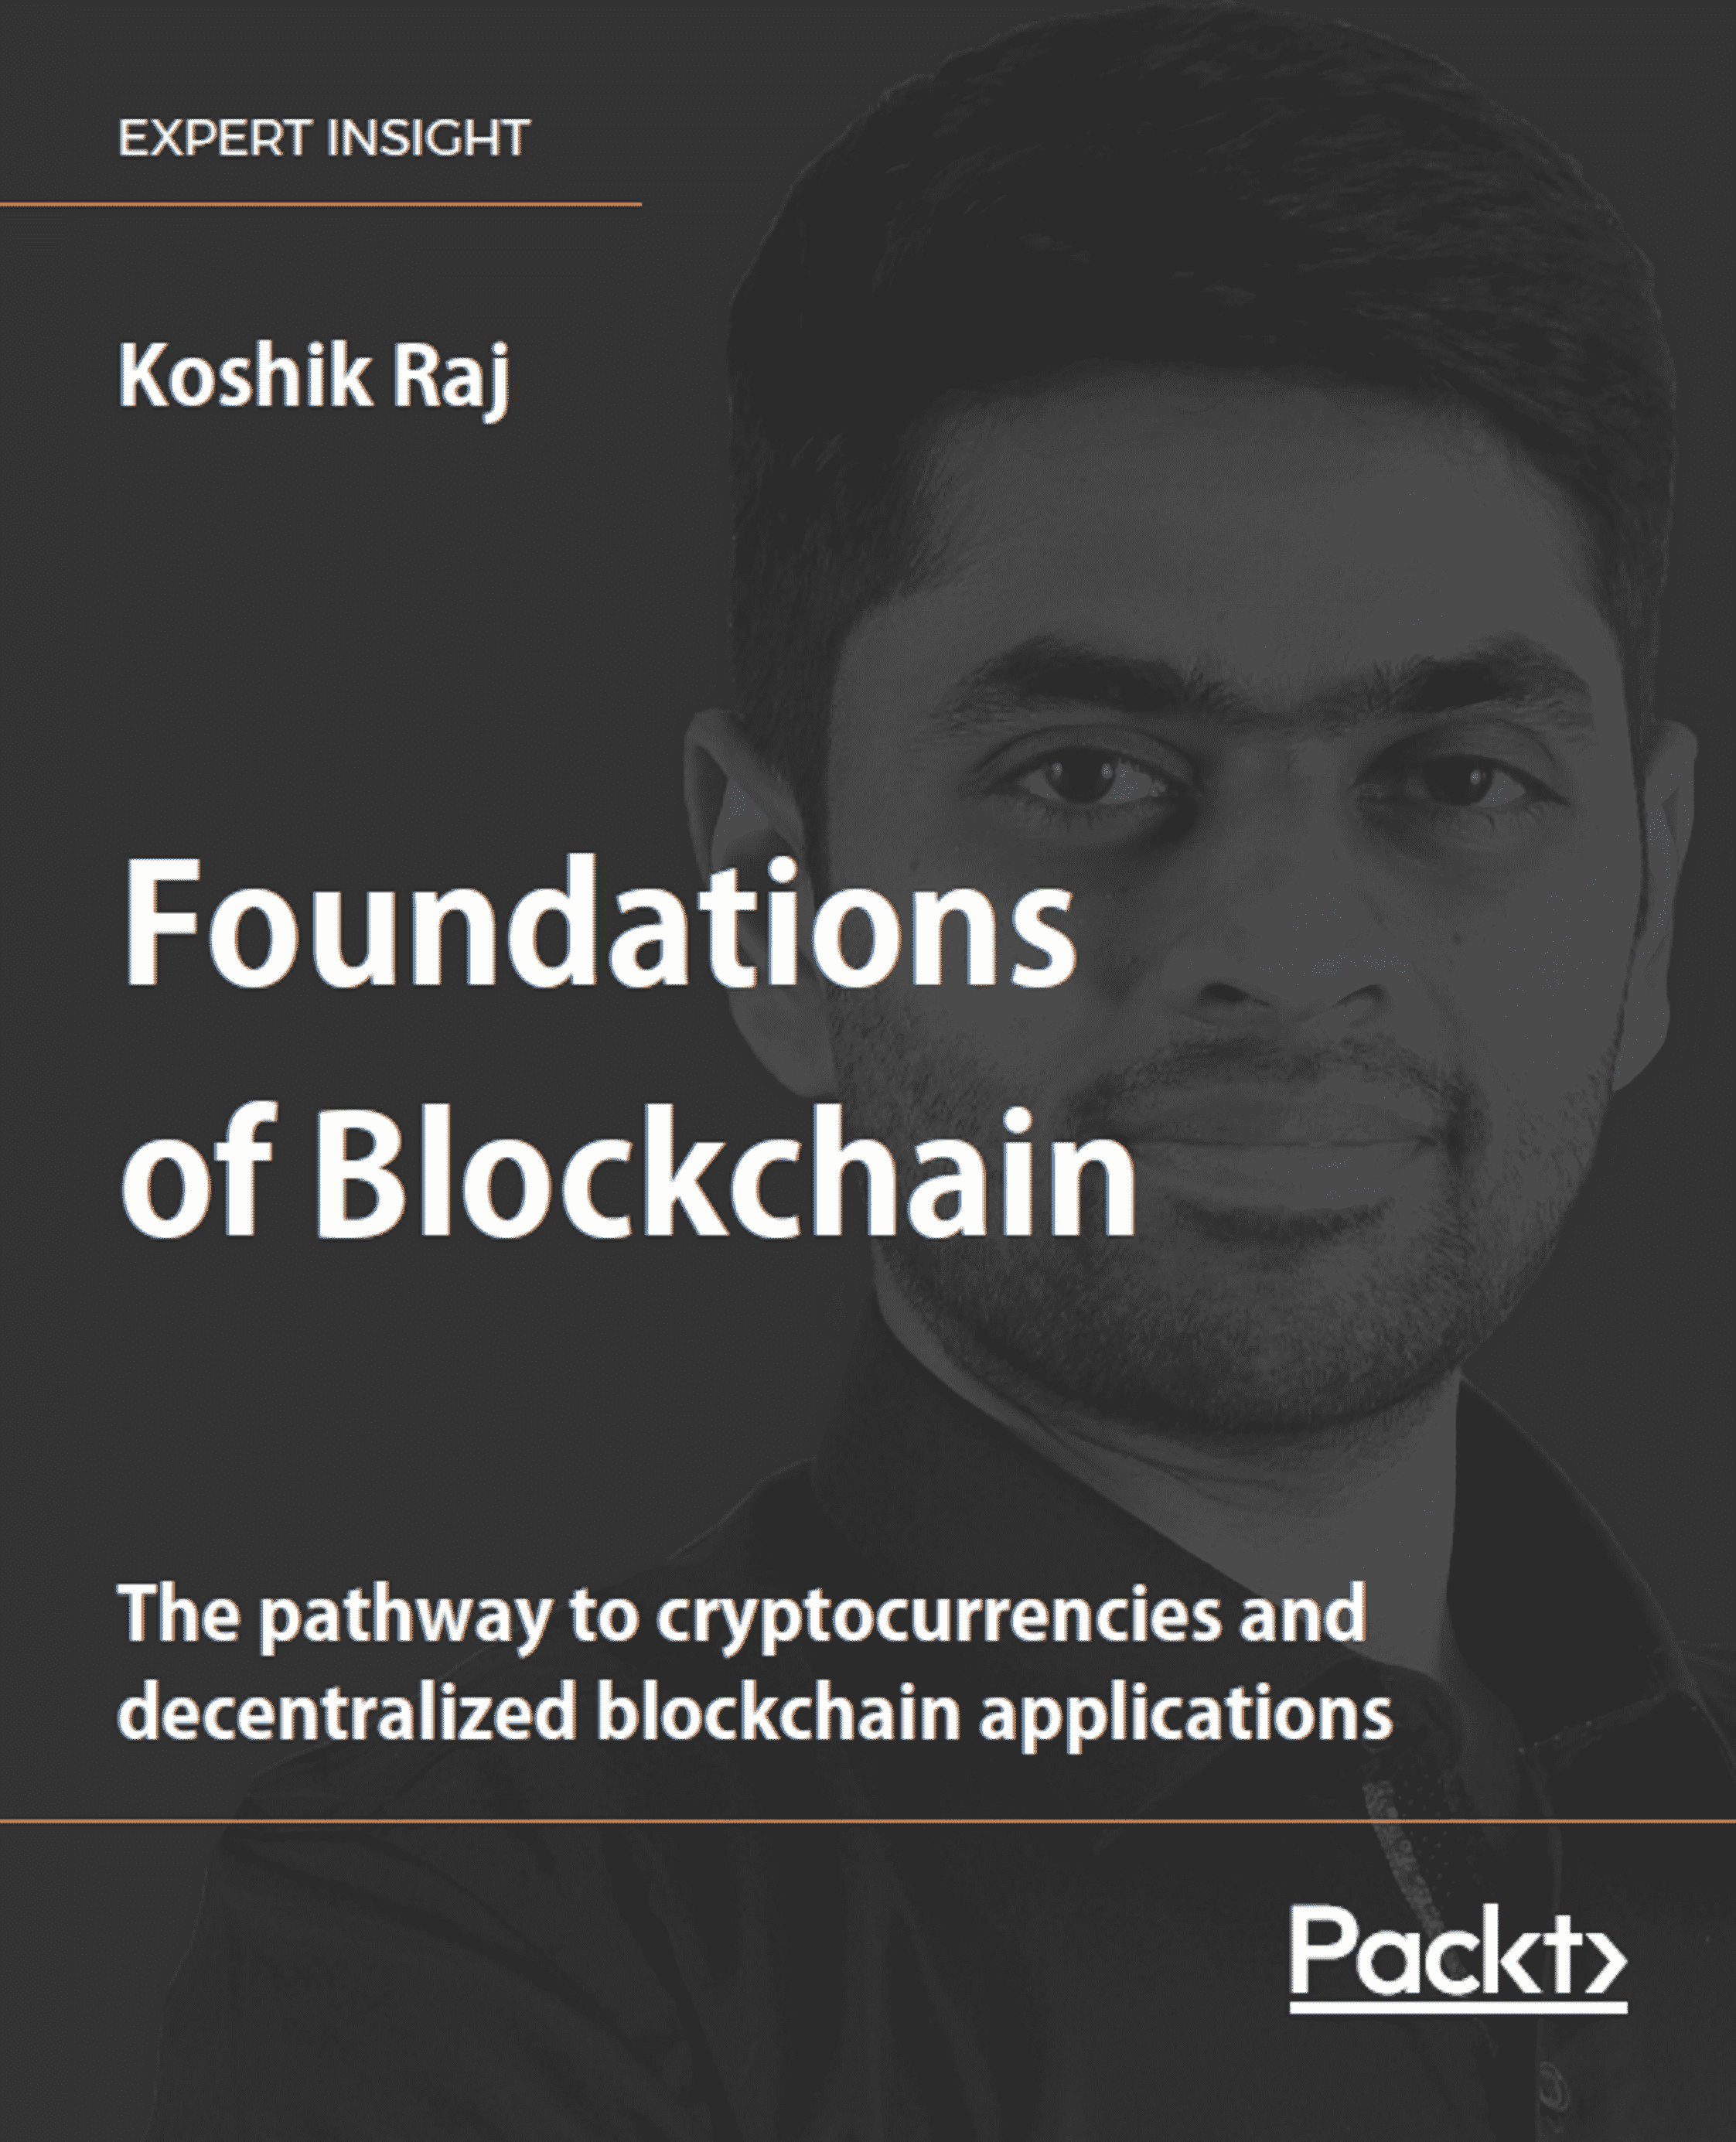 EXPERT INSIGHT
Koshik Raj
Foundations
of Blockchain
The pathway to cryptocurrencies and
decentralized blockchain applications
Packt>